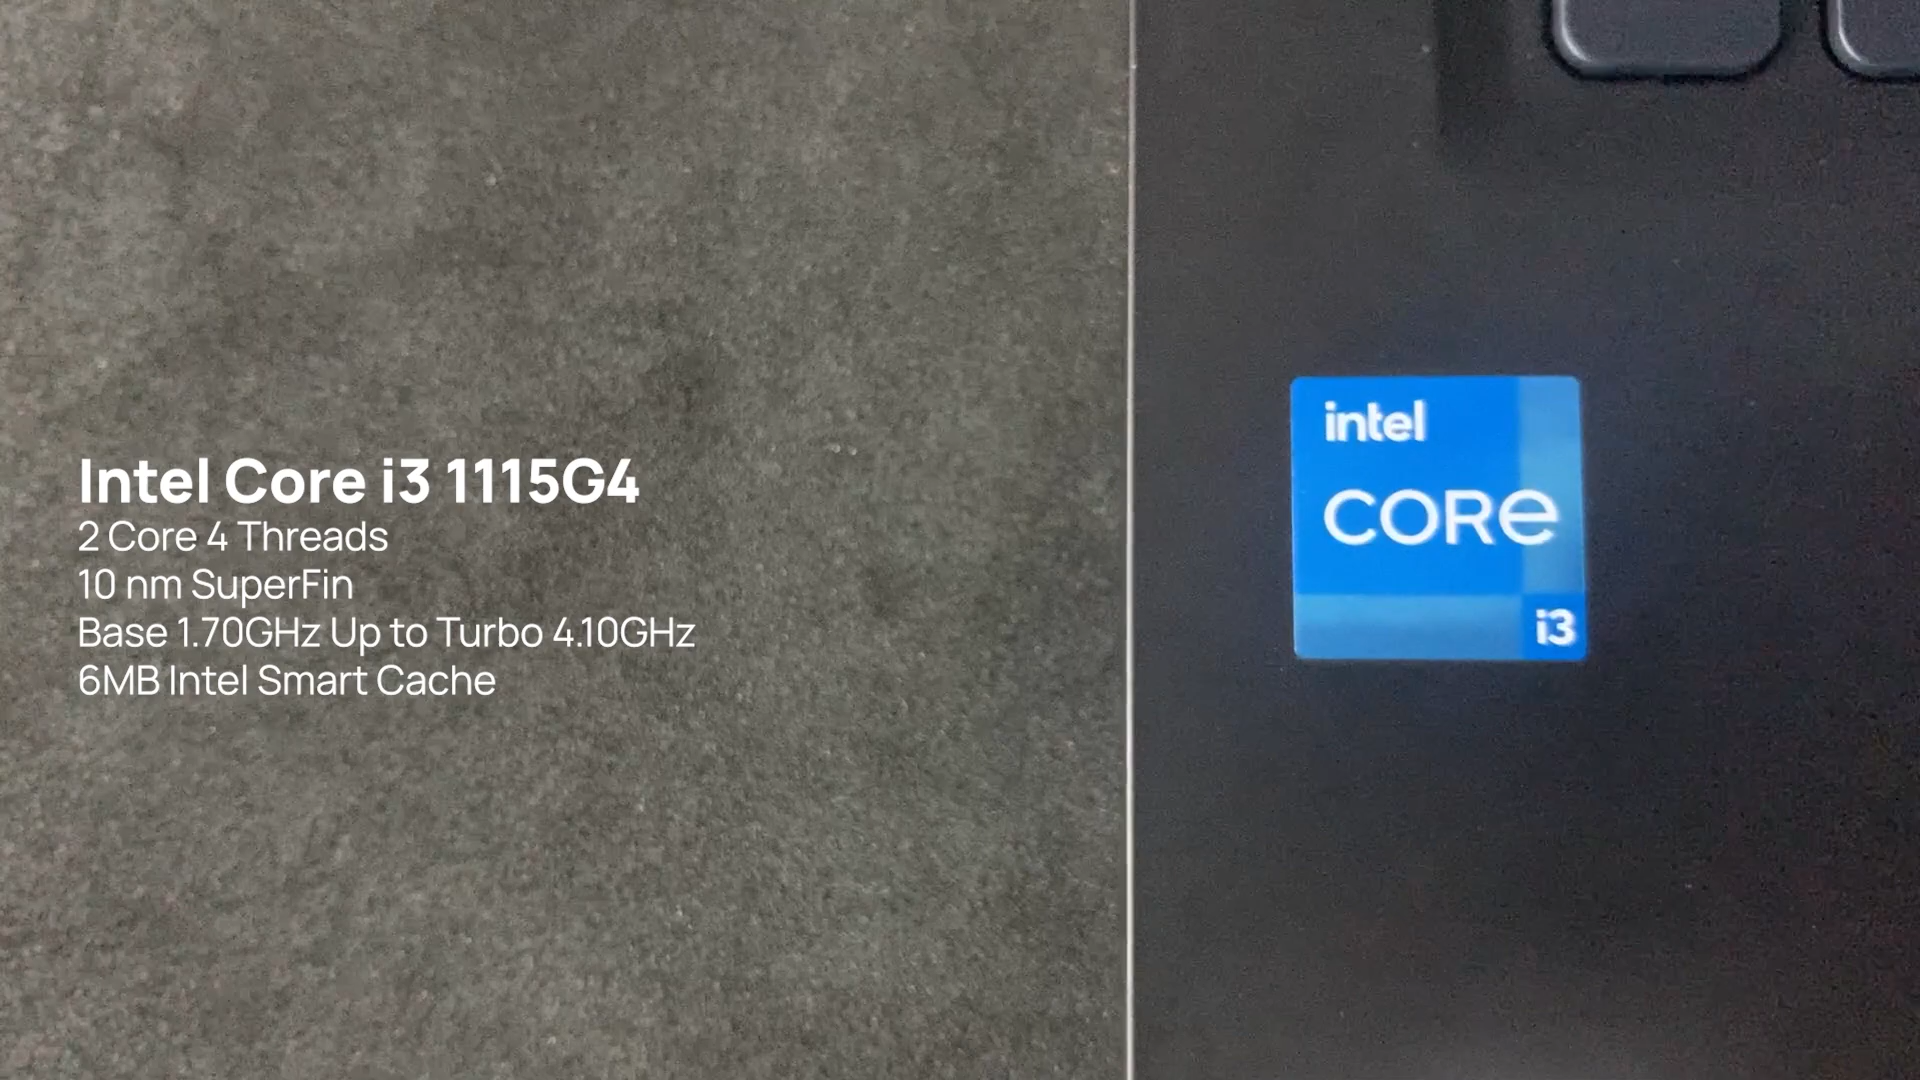 Intel Core i3 1115G4
2 Core 4 Threads
10 nm SuperFin
Base 1.70GHz Up to Turbo 4.10GHz
6MB Intel Smart Cache
intel
CORe
i3